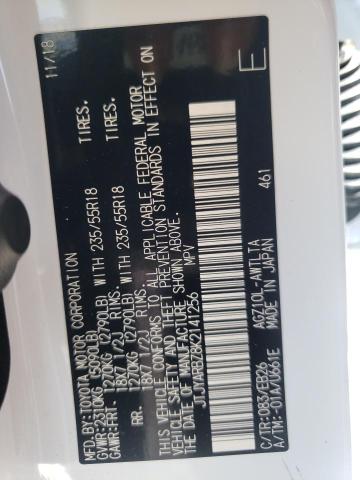 MFD.BY:TOYOTA MOTOR CORPORATION 11/18
GVWR:2310KG (5090LB)
GAWR:FRT- 1270KG (2790LB) WITH 235/55R18 TIRES.
18X7 1/2J RIMS.
RR. 1270KG (2790LB) WITH 235/55R18 TIRES.
18X7 1/2J RIMS.
THIS VEHICLE CONFORMS TO ALL APPLICABLE FEDERAL MOTOR
VEHICLE SAFETY AND THEFT PREVENTION STANDARDS IN EFFECT ON
THE DATE OF MANUFACTURE SHOWN ABOVE.
MPV
461
E
C/TR:083/EB26 AGZ10L-AWTLTA
A/TM:-01A/U661E MADE IN JAPAN